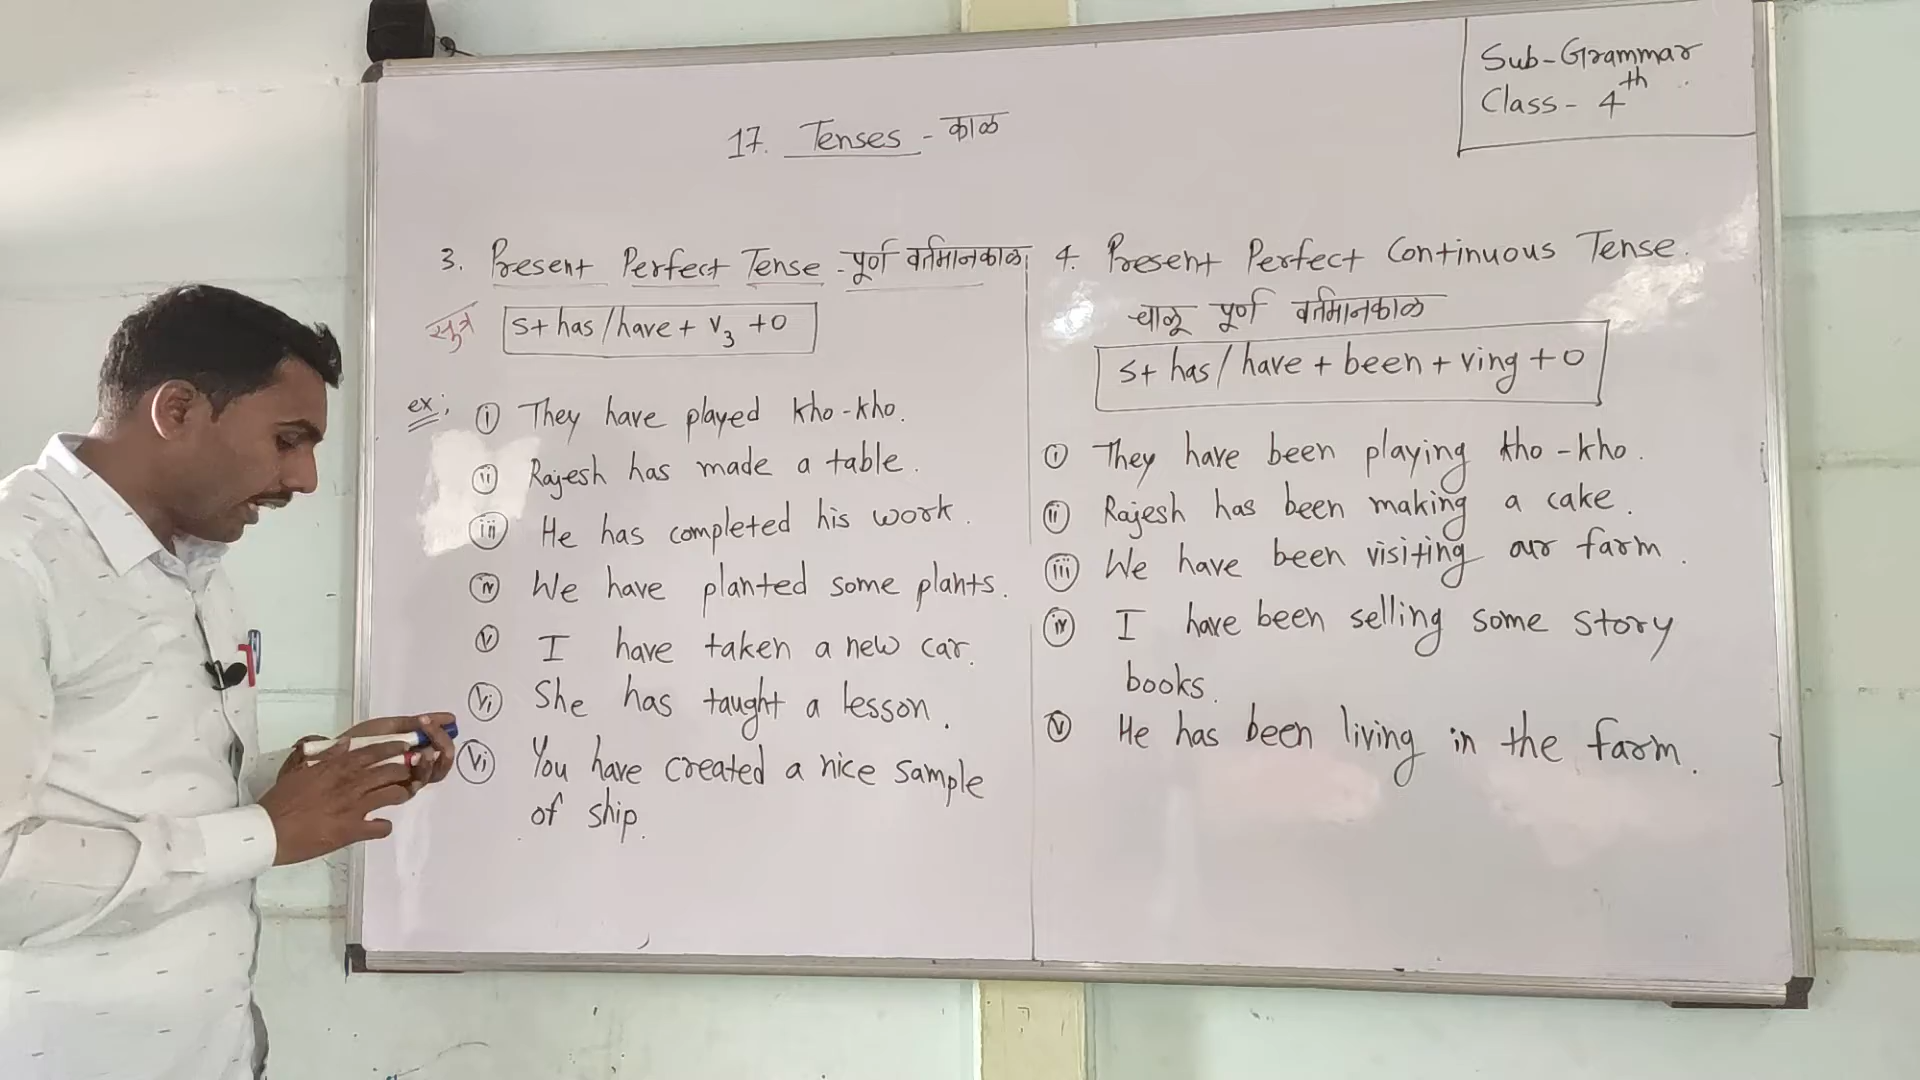 Sub-Grammar
Class- 4th
17. Tenses - काळ
3. Present Perfect Tense - पूर्ण वर्तमानकाळ
सूत्र S+ has/have + V3 +O
ex:
(i) They have played kho-kho.
(ii) Rajesh has made a table.
(iii) He has completed his work.
(iv) We have planted some plants.
(v) I have taken a new car.
(vi) She has taught a lesson.
(vi) You have created a nice sample
of ship.
4. Present Perfect Continuous Tense.
चालू पूर्ण वर्तमानकाळ
S+ has/have + been + ving + O
(i) They have been playing kho-kho.
(ii) Rajesh has been making a cake.
(iii) We have been visiting our farm.
(iv) I have been selling some story
books.
(v) He has been living in the farm.